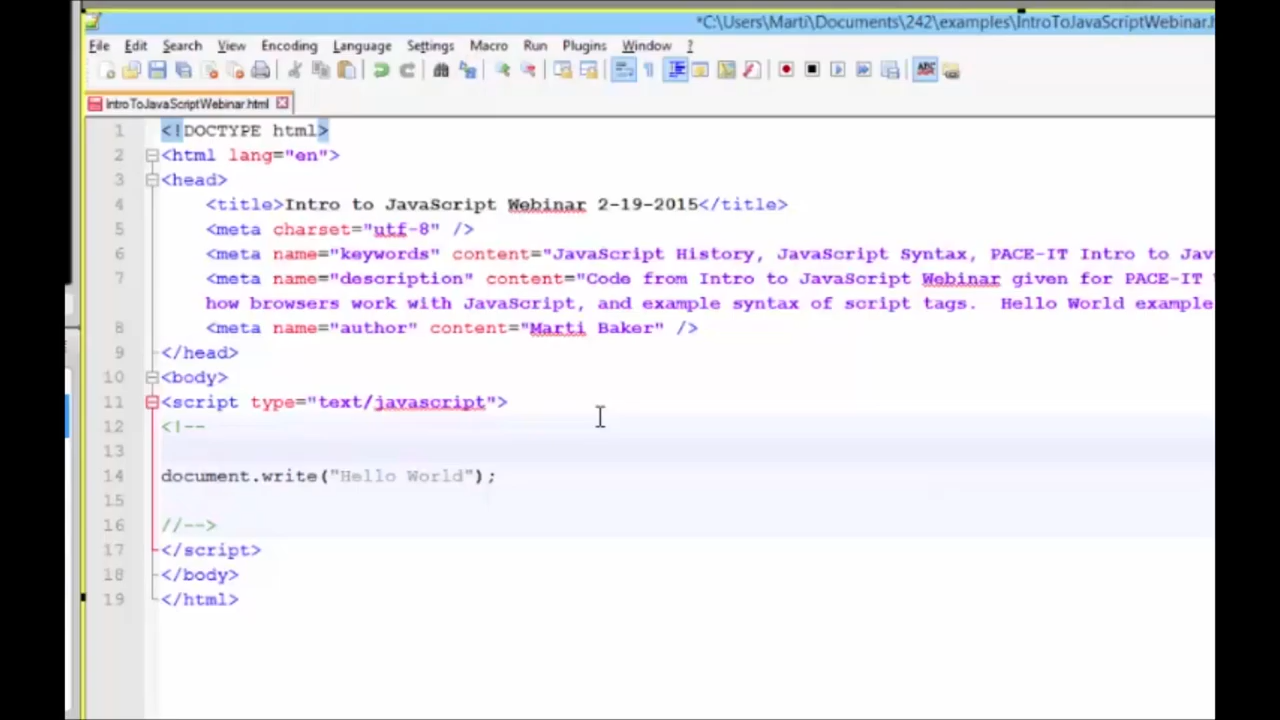 *C:\Users\Marti\Documents\242\examples\IntroToJavaScriptWebinar.h
File Edit Search View Encoding Language Settings Macro Run Plugins Window ?
ABC
IntroToJavaScriptWebinar.html
1 <!DOCTYPE html>
2 <html lang="en">
3 <head>
4 <title>Intro to JavaScript Webinar 2-19-2015</title>
5 <meta charset="utf-8" />
6 <meta name="keywords" content="JavaScript History, JavaScript Syntax, PACE-IT Intro to Jav
7 <meta name="description" content="Code from Intro to JavaScript Webinar given for PACE-IT
how browsers work with JavaScript, and example syntax of script tags. Hello World example
8 <meta name="author" content="Marti Baker" />
9 </head>
10 <body>
11 <script type="text/javascript">
12 <!--
13
14 document.write("Hello World");
15
16 //-->
17 </script>
18 </body>
19 </html>